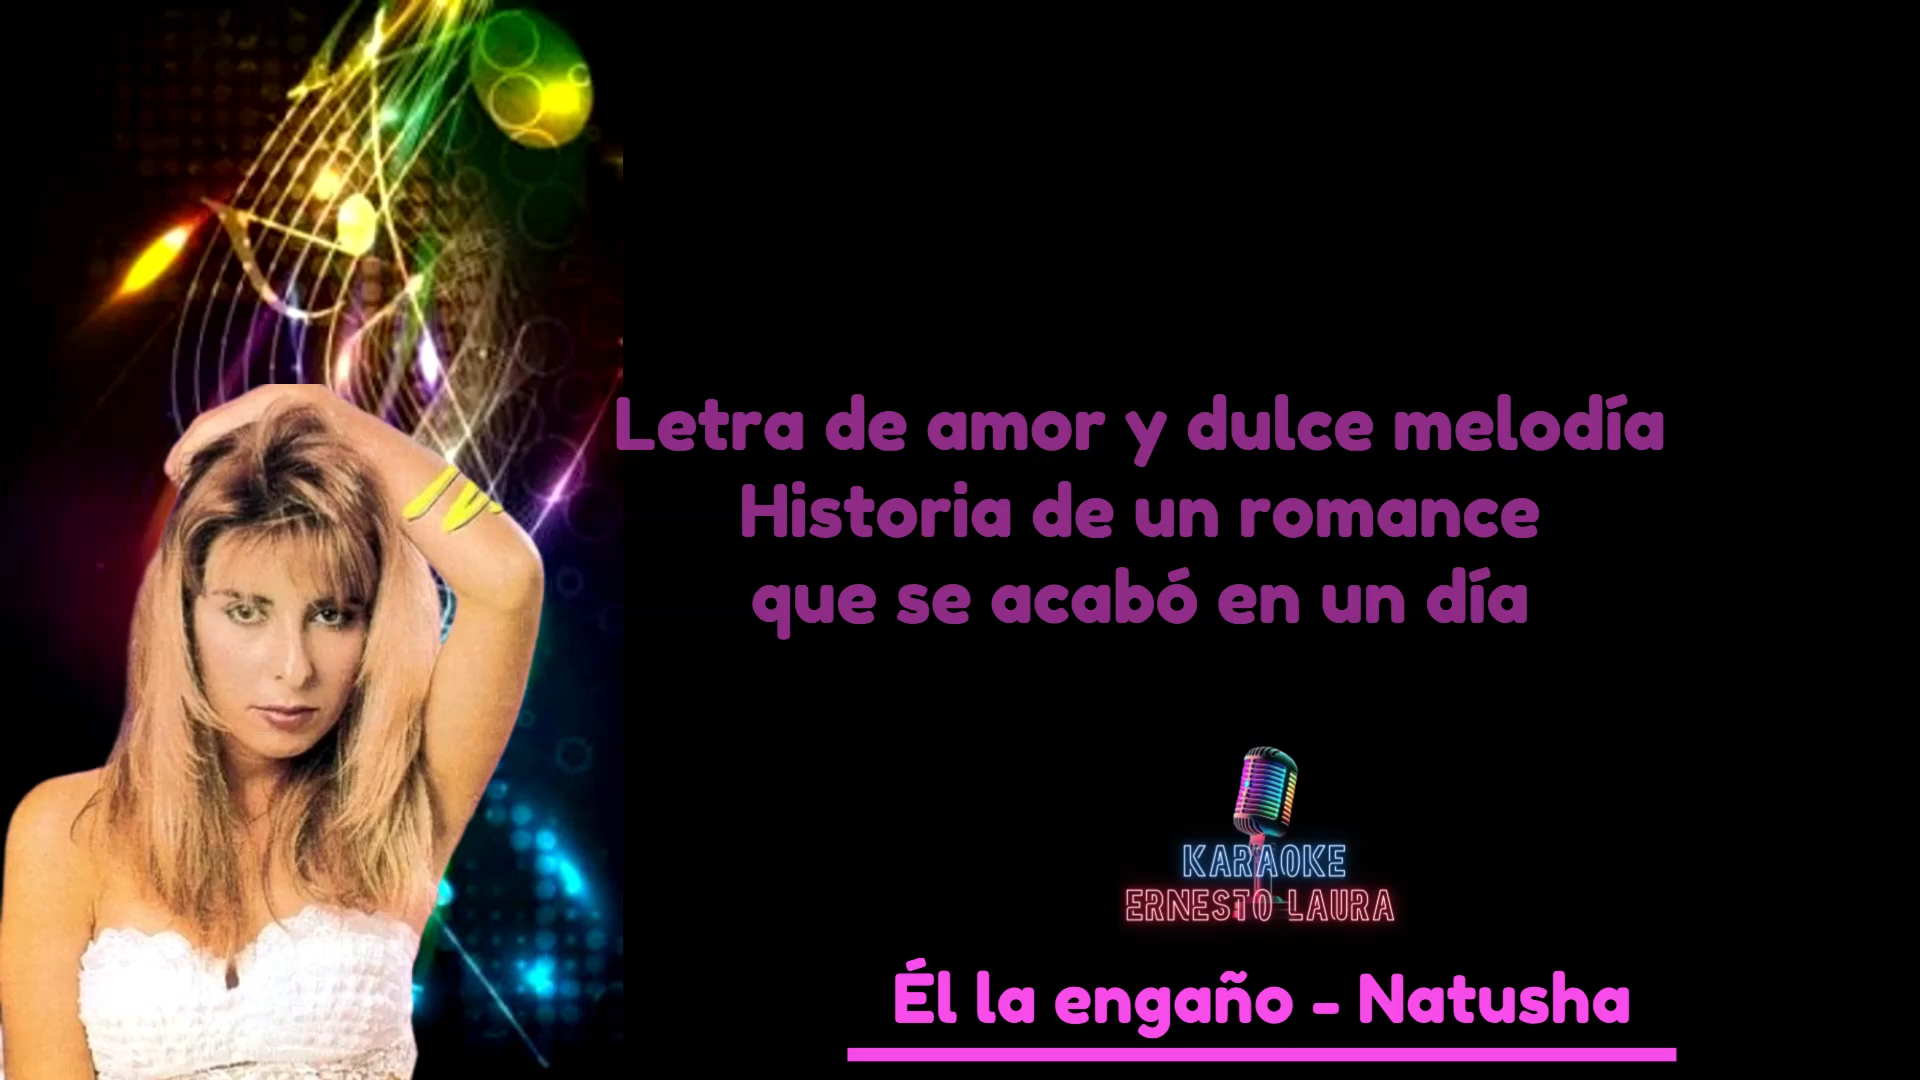 Letra de amor y dulce melodía
Historia de un romance
que se acabó en un día
KARAOKE
ERNESTO LAURA
Él la engaño - Natusha